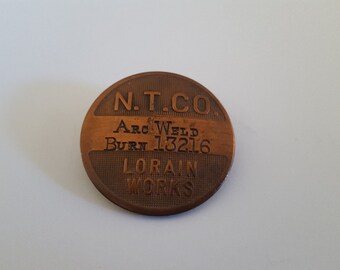 N.T.CO.
ARC WELD
BURN 13216
LORAIN
WORKS